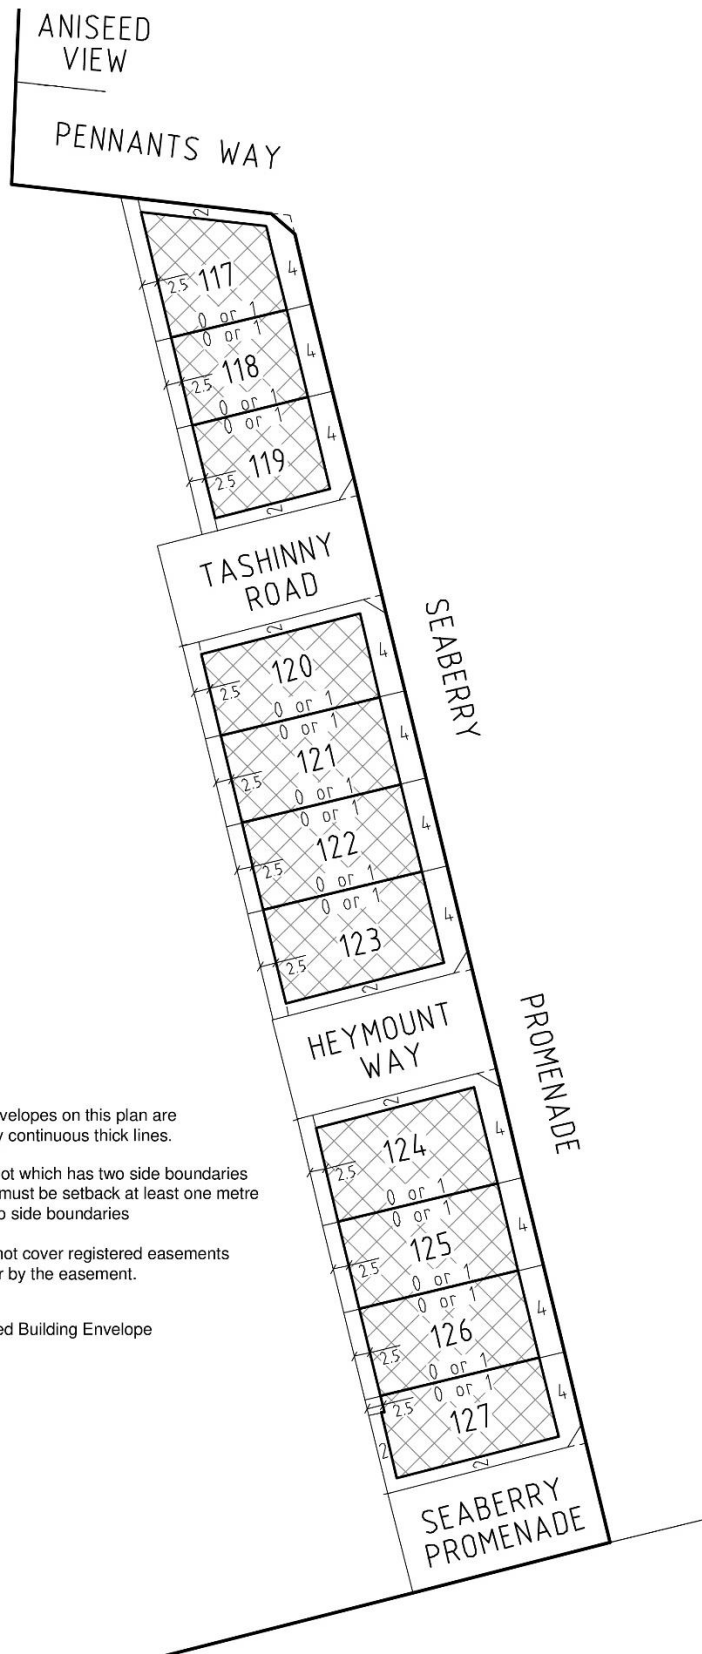 ANISEED
VIEW
PENNANTS WAY
2
117
4
2.5
0 or 1
0 or 1
118
4
2.5
0 or 1
0 or 1
119
4
2.5
2
TASHINNY
ROAD
SEABERRY
2
120
4
2.5
0 or 1
0 or 1
121
4
2.5
0 or 1
0 or 1
122
4
2.5
0 or 1
0 or 1
123
4
2.5
2
HEYMOUNT
WAY
PROMENADE
2
124
4
2.5
0 or 1
0 or 1
125
4
2.5
0 or 1
0 or 1
126
4
2.5
0 or 1
0 or 1
2.5
127
4
2
2
SEABERRY
PROMENADE
velopes on this plan are
y continuous thick lines.
ot which has two side boundaries
must be setback at least one metre
o side boundaries
not cover registered easements
r by the easement.
ed Building Envelope